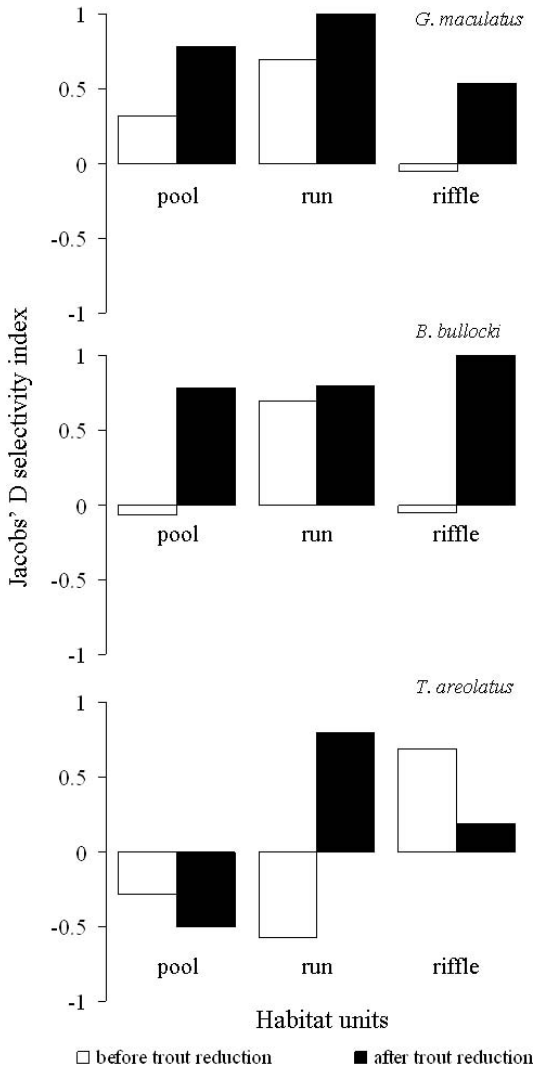 G. maculatus
1
0.5
0
-0.5
-1
pool run riffle
B. bullocki
1
0.5
0
-0.5
-1
pool run riffle
T. areolatus
1
0.5
0
-0.5
-1
pool run riffle
Jacobs’ D selectivity index
Habitat units
before trout reduction after trout reduction